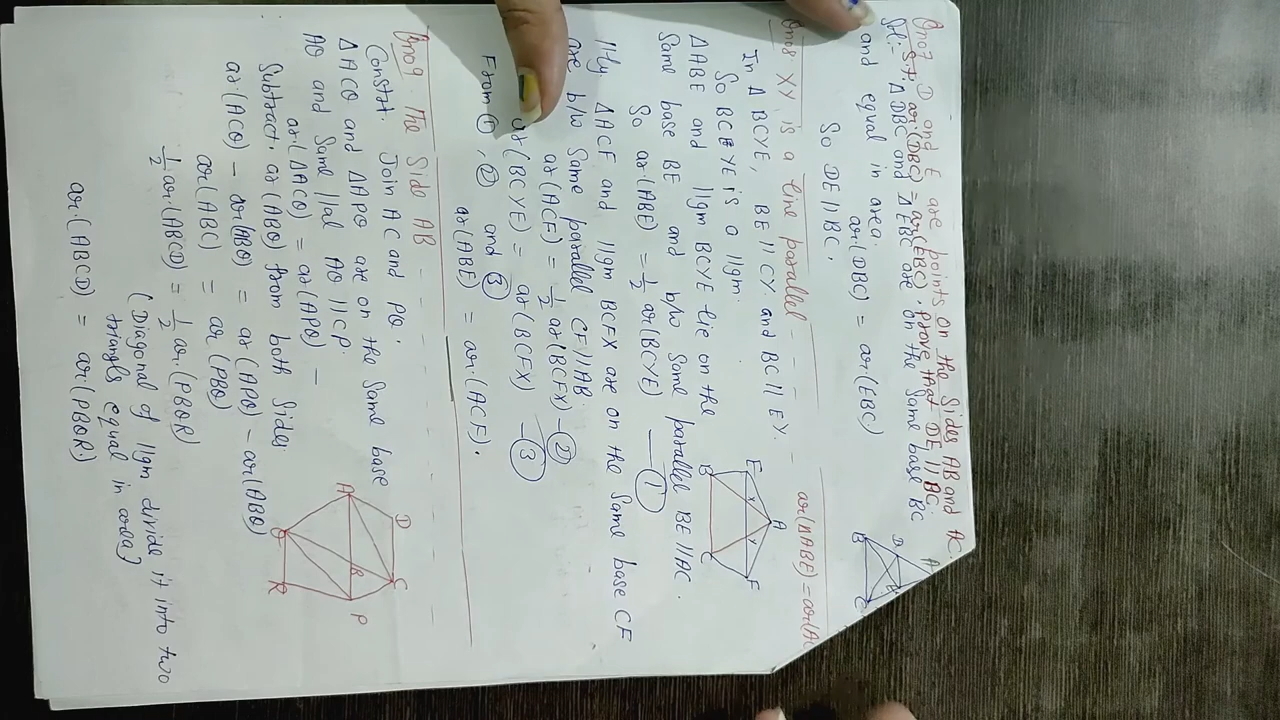 Qno7 D and E are points on the Sides AB and AC.
S.t. ar(DBC) = ar(EBC), prove that DE || BC.
Sol:- Δ DBC and Δ EBC are on the Same base BC
and equal in area.
ar(DBC) = ar(EBC)
So DE || BC.
A
D
E
B
C
Qno8 XY is a line parallel - - - -
ar(ΔABE) = ar(A
In Δ BCYE, BE || CY and BC || EY.
So BCYE is a ||gm.
ΔABE and ||gm BCYE lie on the
Same base BE and b/w Same parallel BE || AC.
So ar(ABE) = 1/2 ar(BCYE) — ①
||ly ΔACF and ||gm BCFX are on the Same base CF
are b/w Same parallel CF || AB
ar(ACF) = 1/2 ar(BCFX) - ②
ar(BCYE) = ar(BCFX) — ③
From ①, ② and ③
ar(ABE) = ar(ACF).
E
A
X
Y
F
B
C
Qno9. The Side AB - - - -
Constrt. Join AC and PQ.
Δ ACQ and Δ APQ are on the Same base
AQ and Same ||al AQ || CP.
ar(ΔACQ) = ar(APQ) —
Subtract, ar(ABQ) from both Sides.
ar(ACQ) - ar(ABQ) = ar(APQ) - ar(ABQ)
ar(ABC) = ar(PBQ)
1/2 ar(ABCD) = 1/2 ar.(PBQR)
(Diagonal of ||gm divide it into two
triangls equal in area)
ar.(ABCD) = ar(PBQR.)
D
C
A
B
P
Q
R